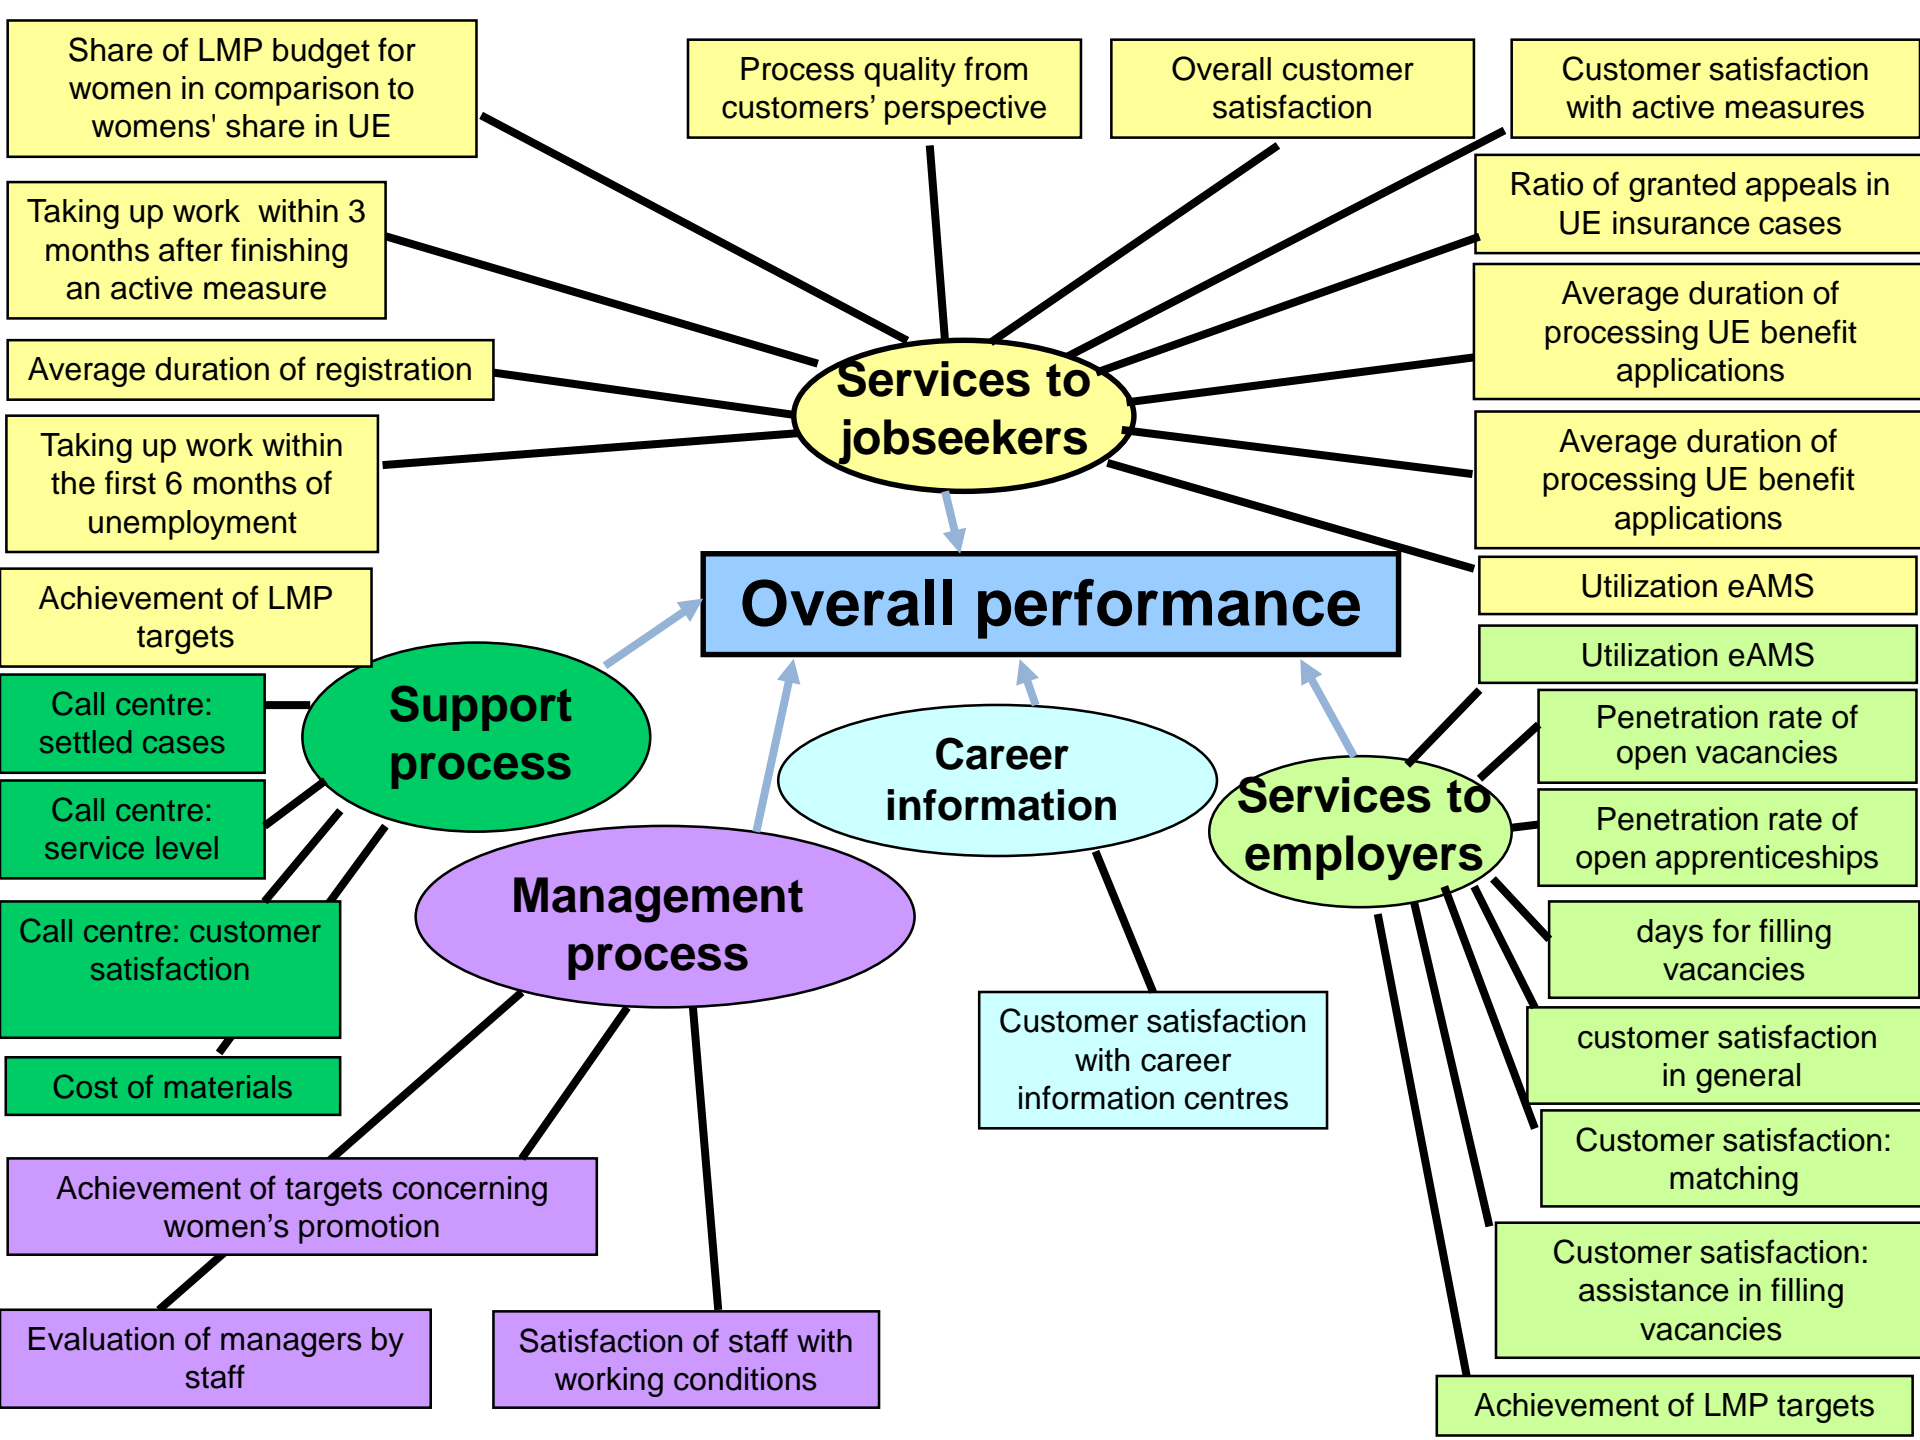 Share of LMP budget for
women in comparison to
womens' share in UE
Process quality from
customers’ perspective
Overall customer
satisfaction
Customer satisfaction
with active measures
Taking up work within 3
months after finishing
an active measure
Ratio of granted appeals in
UE insurance cases
Average duration of
processing UE benefit
applications
Average duration of registration
Services to
jobseekers
Taking up work within
the first 6 months of
unemployment
Average duration of
processing UE benefit
applications
Overall performance
Utilization eAMS
Achievement of LMP
targets
Utilization eAMS
Call centre:
settled cases
Support
process
Career
information
Services to
employers
Penetration rate of
open vacancies
Call centre:
service level
Penetration rate of
open apprenticeships
Management
process
Call centre: customer
satisfaction
days for filling
vacancies
Customer satisfaction
with career
information centres
customer satisfaction
in general
Cost of materials
Customer satisfaction:
matching
Achievement of targets concerning
women’s promotion
Customer satisfaction:
assistance in filling
vacancies
Evaluation of managers by
staff
Satisfaction of staff with
working conditions
Achievement of LMP targets